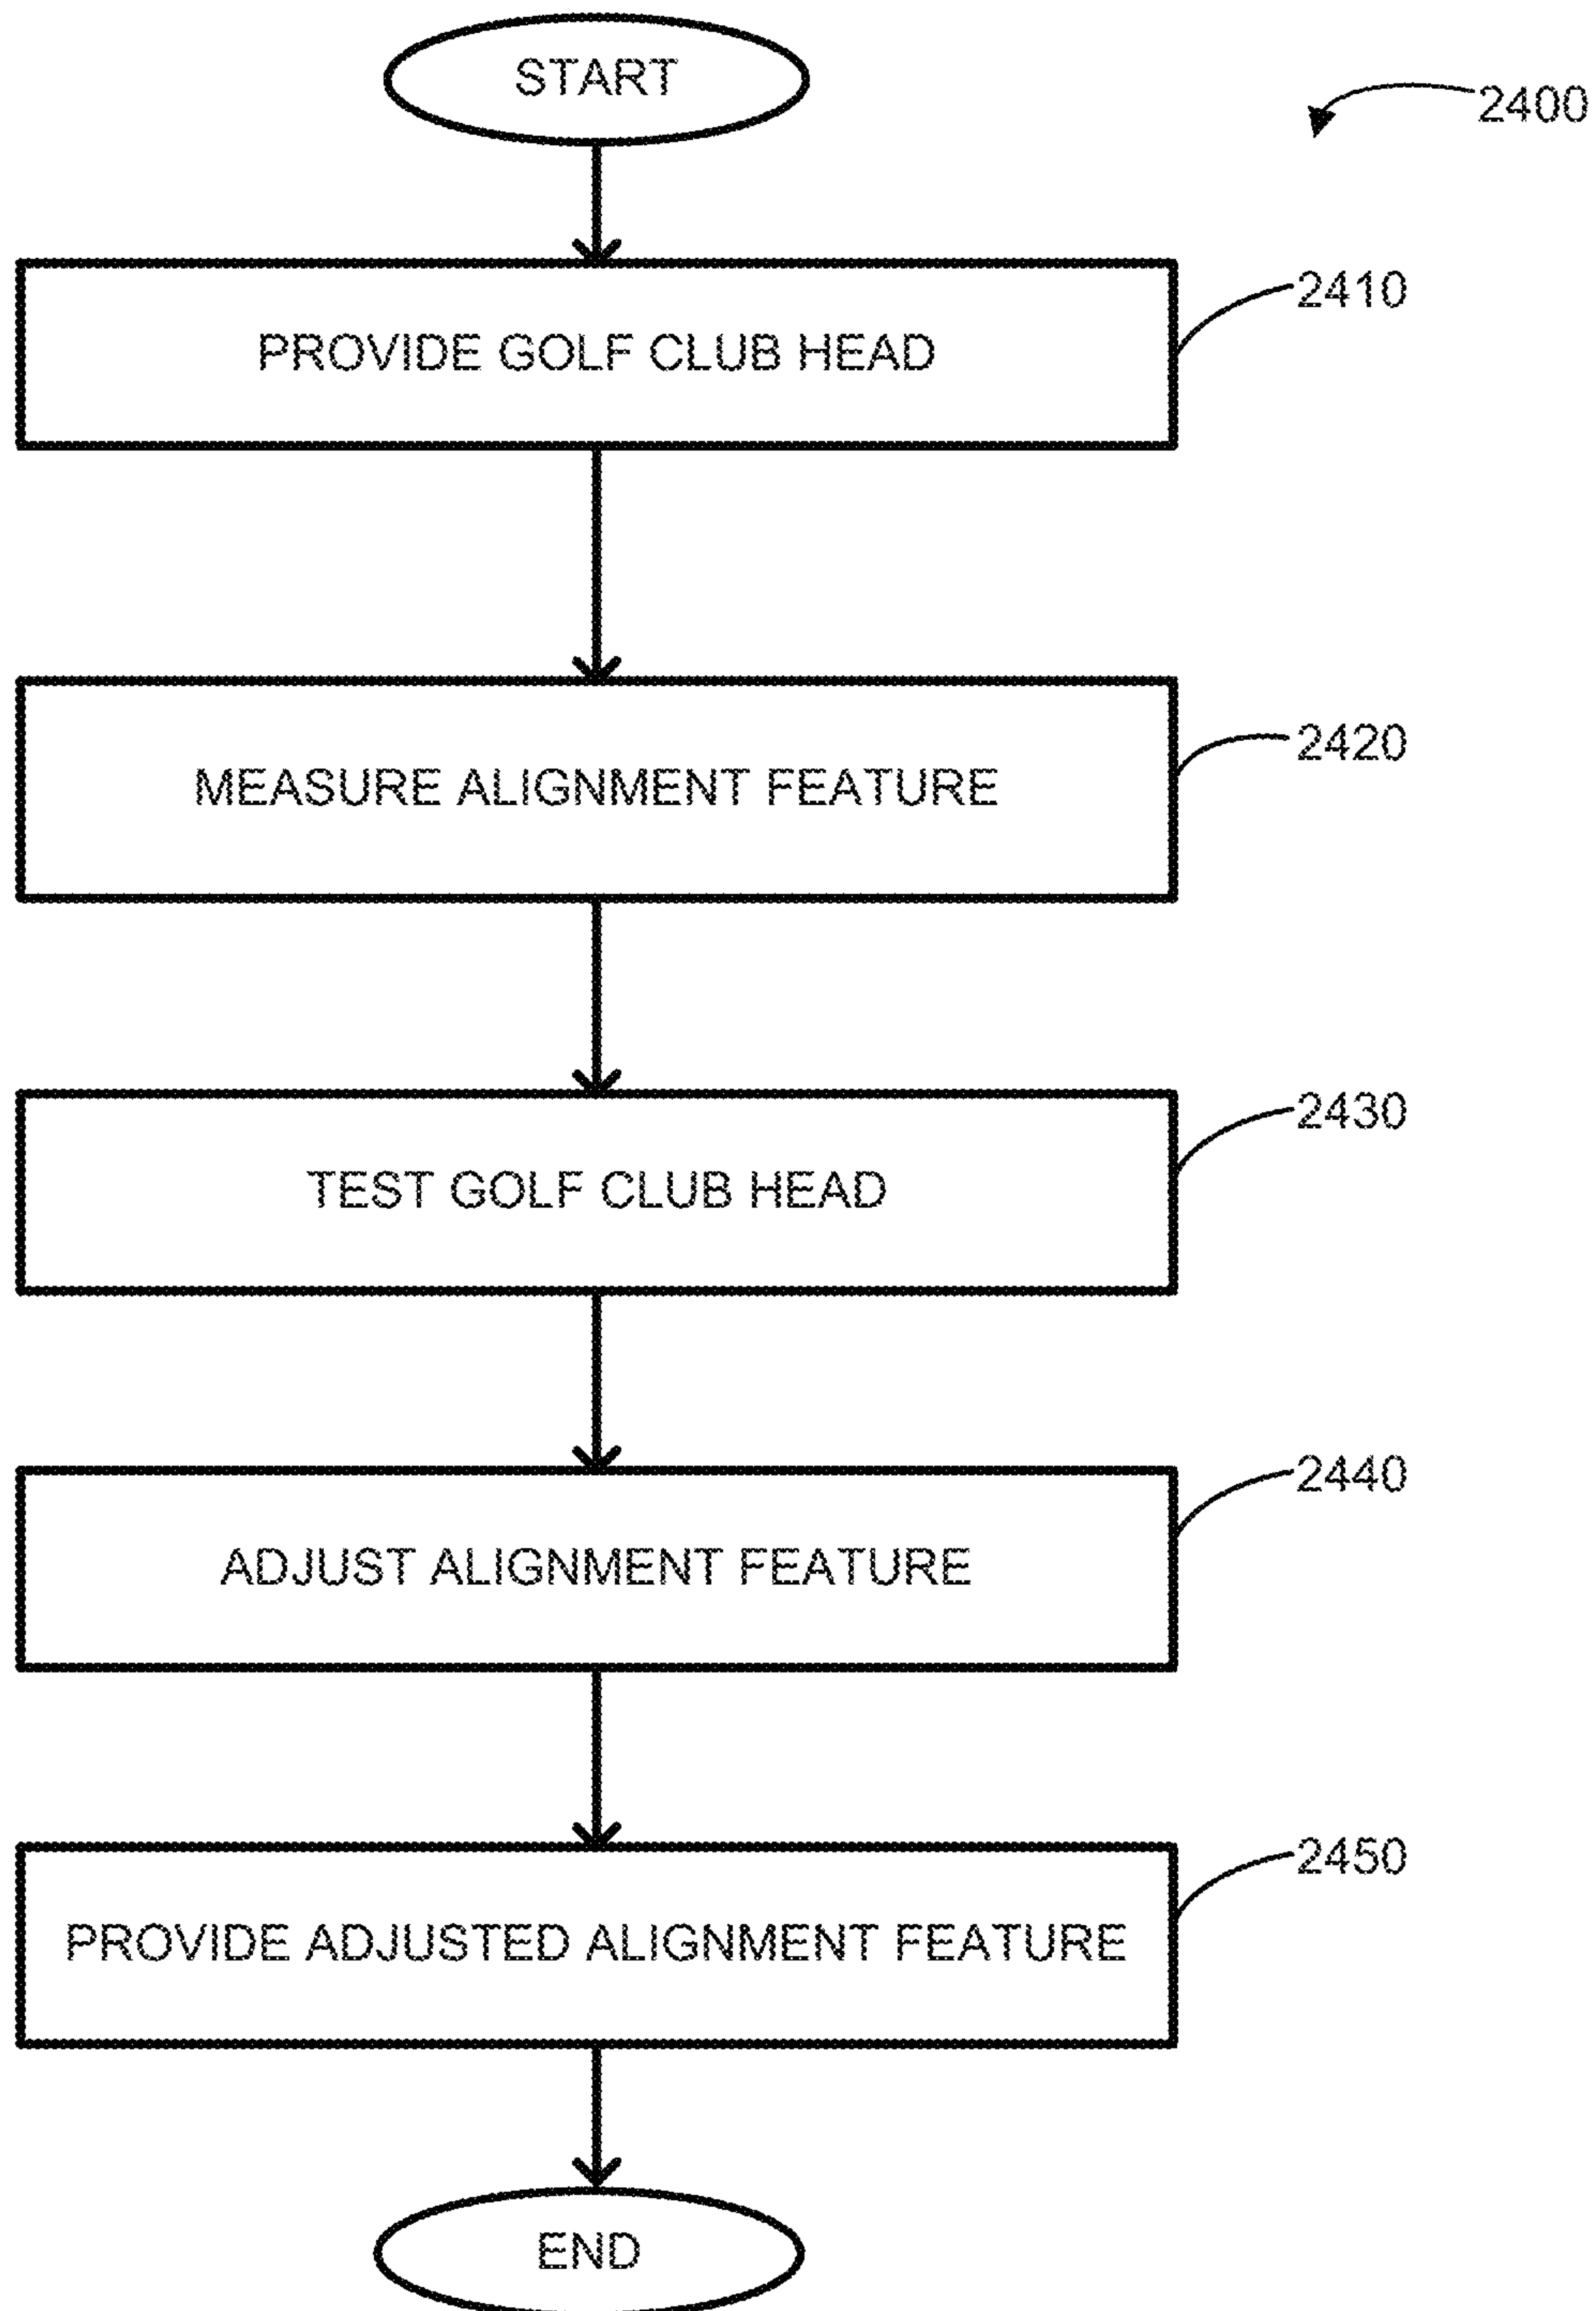 START
2400
PROVIDE GOLF CLUB HEAD
2410
MEASURE ALIGNMENT FEATURE
2420
TEST GOLF CLUB HEAD
2430
ADJUST ALIGNMENT FEATURE
2440
PROVIDE ADJUSTED ALIGNMENT FEATURE
2450
END